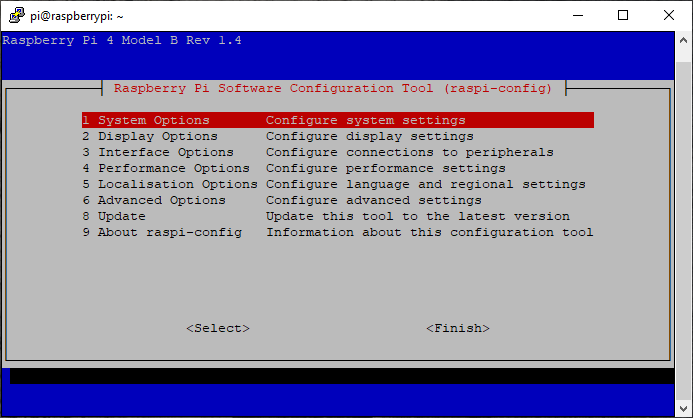 pi@raspberrypi: ~
Raspberry Pi 4 Model B Rev 1.4
Raspberry Pi Software Configuration Tool (raspi-config)
1 System Options       Configure system settings
2 Display Options      Configure display settings
3 Interface Options    Configure connections to peripherals
4 Performance Options  Configure performance settings
5 Localisation Options Configure language and regional settings
6 Advanced Options     Configure advanced settings
8 Update               Update this tool to the latest version
9 About raspi-config   Information about this configuration tool
<Select>                      <Finish>